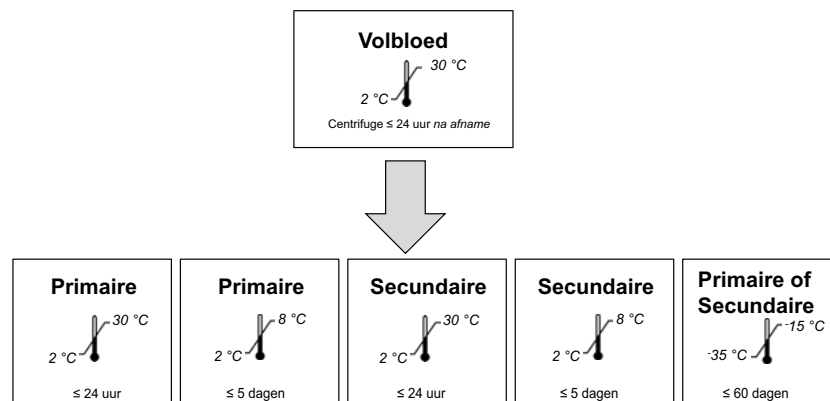 Volbloed
30 °C
2 °C
Centrifuge ≤ 24 uur na afname
Primaire
30 °C
2 °C
≤ 24 uur
Primaire
8 °C
2 °C
≤ 5 dagen
Secundaire
30 °C
2 °C
≤ 24 uur
Secundaire
8 °C
2 °C
≤ 5 dagen
Primaire of
Secundaire
-15 °C
-35 °C
≤ 60 dagen